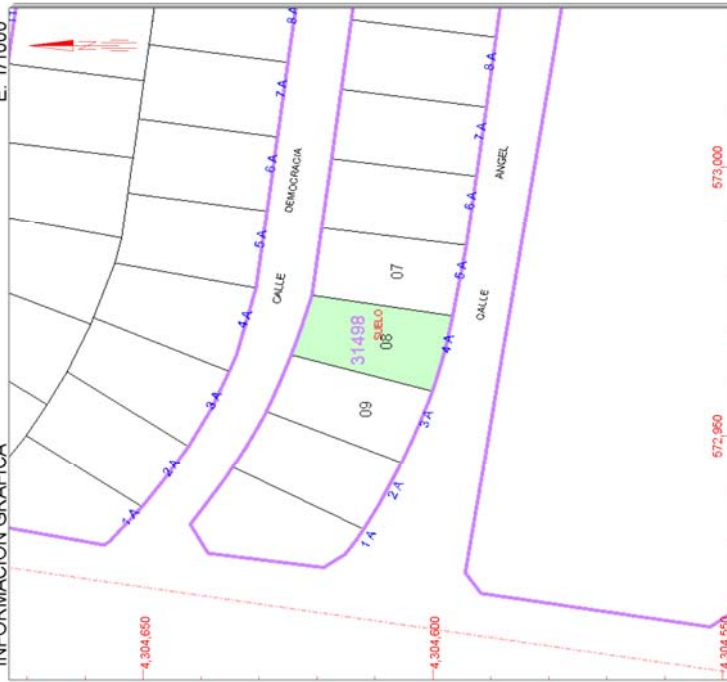 INFORMACIÓN GRÁFICA E: 1/1000
11
N
8 A
7 A
6 A
5 A
4 A
3 A
2 A
1 A
CALLE DEMOCRACIA
31498
SUELO
07
08
09
8 A
7 A
6 A
5 A
4 A
3 A
2 A
1 A
CALLE ANGEL
4,304,650
4,304,600
4,304,550
572,950
573,000